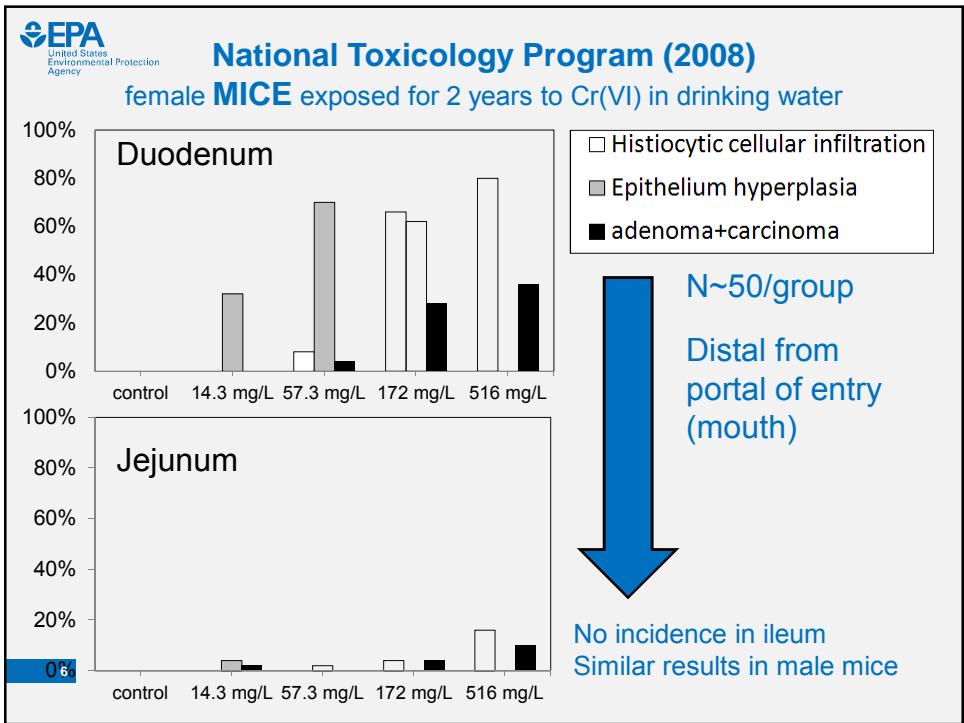 EPA
United States
Environmental Protection
Agency
National Toxicology Program (2008)
female MICE exposed for 2 years to Cr(VI) in drinking water
100%
80%
60%
40%
20%
0%
Duodenum
control 14.3 mg/L 57.3 mg/L 172 mg/L 516 mg/L
Histiocytic cellular infiltration
Epithelium hyperplasia
adenoma+carcinoma
100%
80%
60%
40%
20%
0%
Jejunum
control 14.3 mg/L 57.3 mg/L 172 mg/L 516 mg/L
N~50/group
Distal from
portal of entry
(mouth)
No incidence in ileum
Similar results in male mice
6